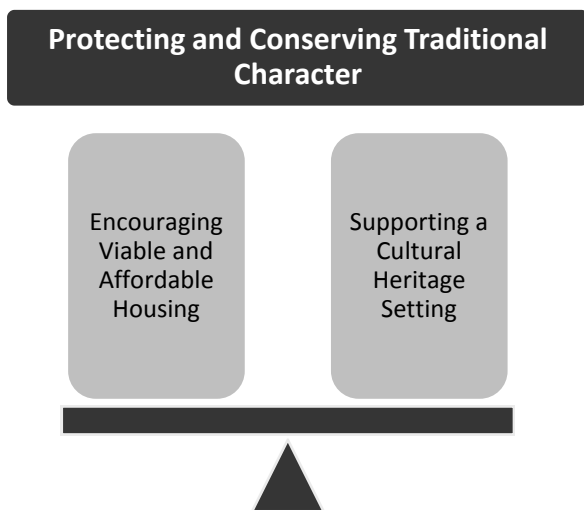 Protecting and Conserving Traditional
Character
Encouraging
Viable and
Affordable
Housing
Supporting a
Cultural
Heritage
Setting